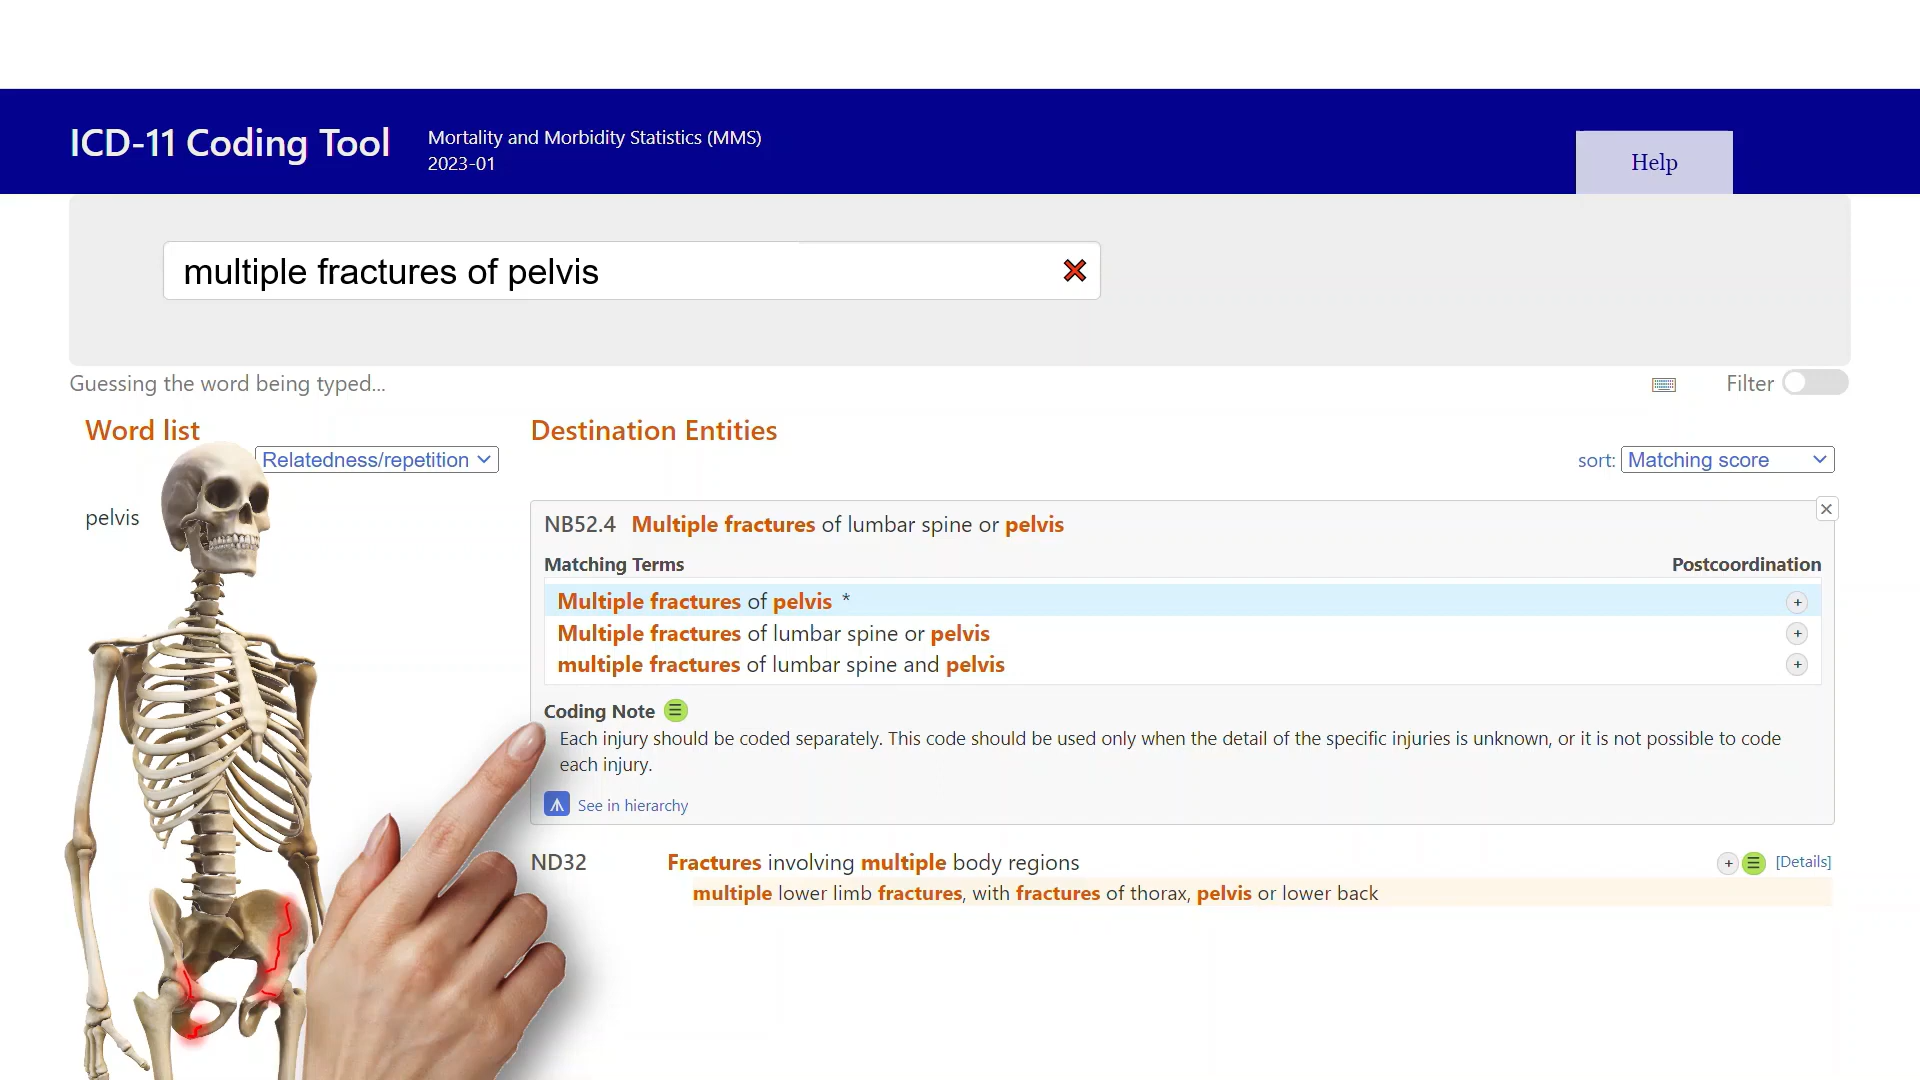 ICD-11 Coding Tool
Mortality and Morbidity Statistics (MMS)
2023-01
Help
multiple fractures of pelvis
Guessing the word being typed...
Filter
Word list
Relatedness/repetition
pelvis
Destination Entities
sort: Matching score
NB52.4 Multiple fractures of lumbar spine or pelvis
Matching Terms Postcoordination
Multiple fractures of pelvis * +
Multiple fractures of lumbar spine or pelvis +
multiple fractures of lumbar spine and pelvis +
Coding Note
Each injury should be coded separately. This code should be used only when the detail of the specific injuries is unknown, or it is not possible to code
each injury.
See in hierarchy
ND32 Fractures involving multiple body regions + [Details]
multiple lower limb fractures, with fractures of thorax, pelvis or lower back